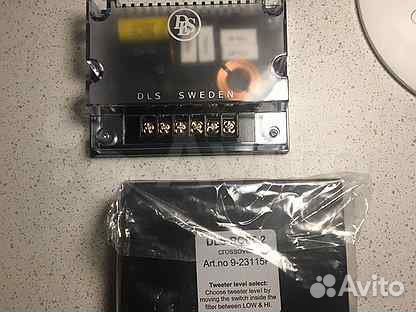 DLS
DLS SWEDEN
DLS
crossover
Art.no 9-23115
Tweeter level select:
Choose tweeter level by
moving the switch inside the
filter between LOW & HI.
Avito